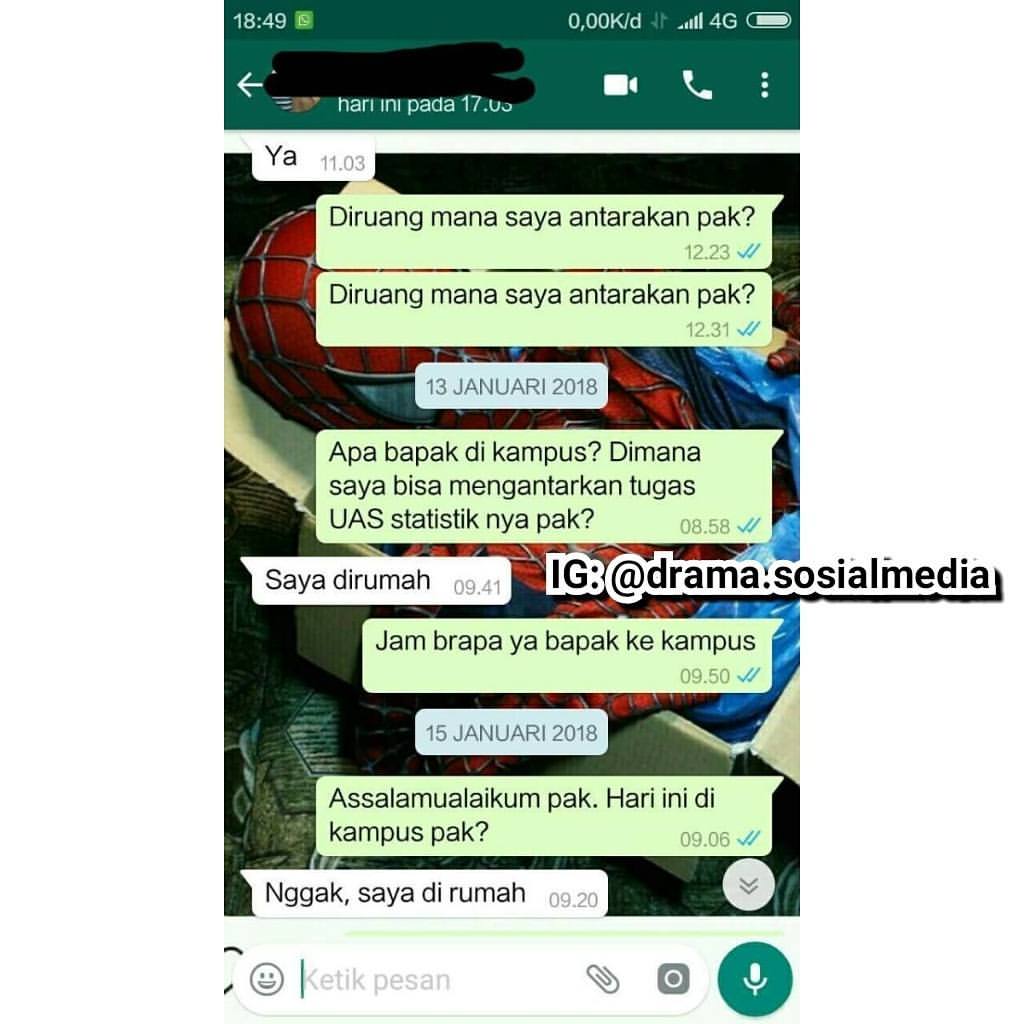 18:49 0,00K/d 4G
hari ini pada 17.03
Ya 11.03
Diruang mana saya antarakan pak?
12.23
Diruang mana saya antarakan pak?
12.31
13 JANUARI 2018
Apa bapak di kampus? Dimana
saya bisa mengantarkan tugas
UAS statistik nya pak? 08.58
IG: @drama.sosialmedia
Saya dirumah 09.41
Jam brapa ya bapak ke kampus
09.50
15 JANUARI 2018
Assalamualaikum pak. Hari ini di
kampus pak? 09.06
Nggak, saya di rumah 09.20
Ketik pesan